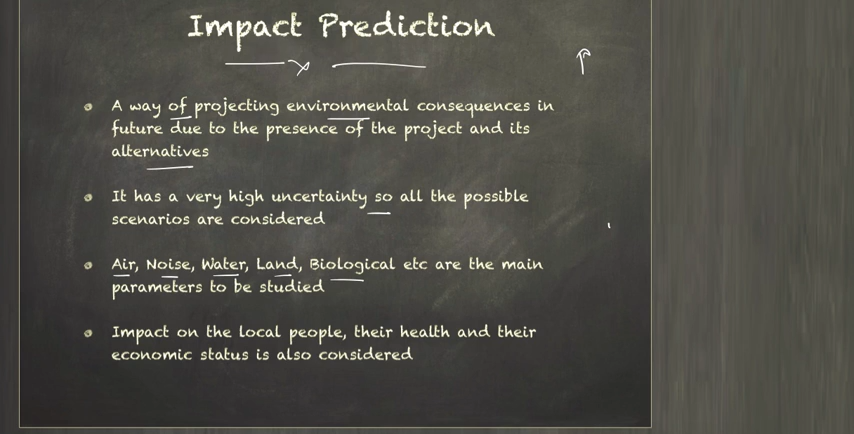 Impact Prediction
A way of projecting environmental consequences in
future due to the presence of the project and its
alternatives
It has a very high uncertainty so all the possible
scenarios are considered
Air, Noise, Water, Land, Biological etc are the main
parameters to be studied
Impact on the local people, their health and their
economic status is also considered